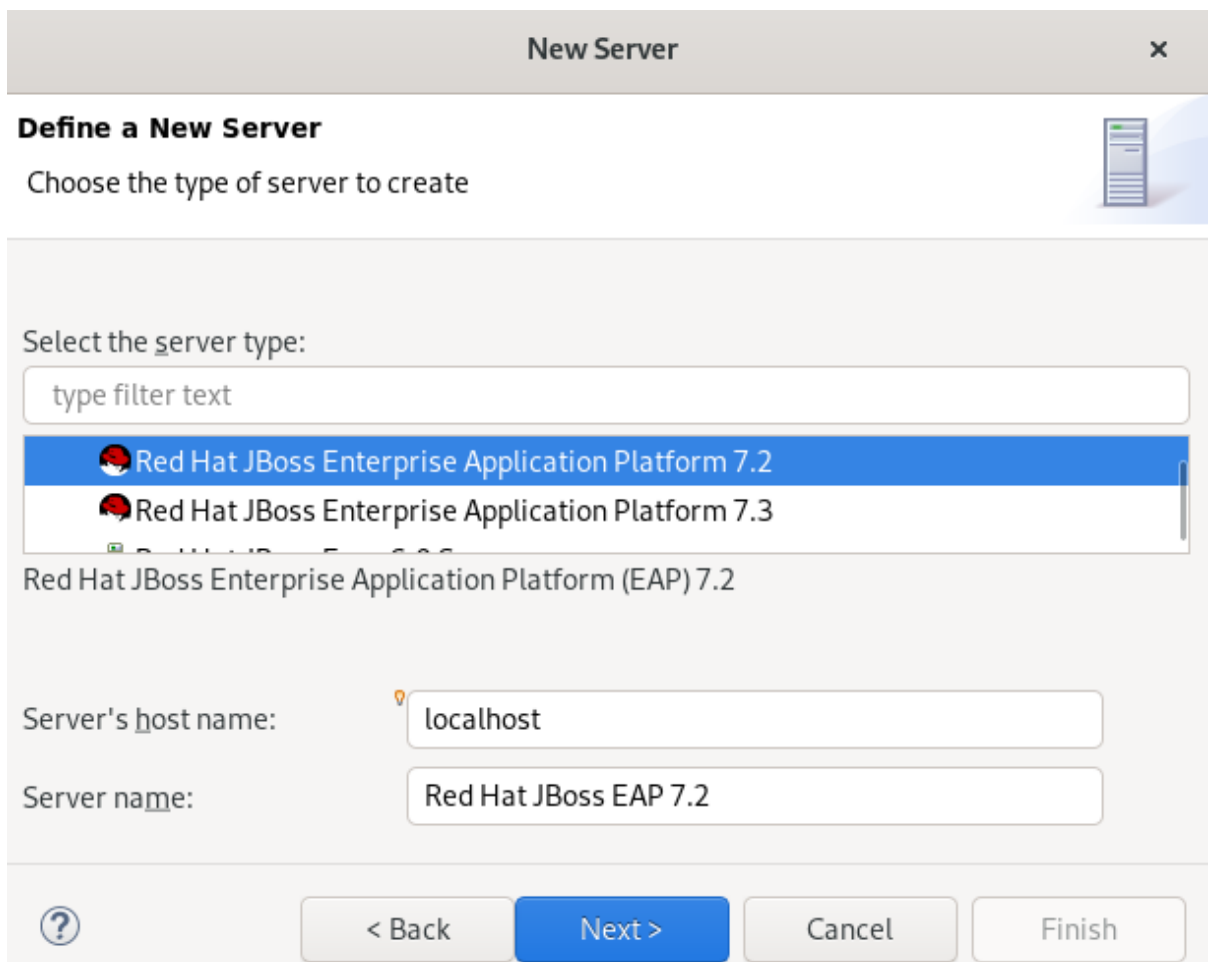 New Server
Define a New Server
Choose the type of server to create
Select the server type:
type filter text
Red Hat JBoss Enterprise Application Platform 7.2
Red Hat JBoss Enterprise Application Platform 7.3
Red Hat JBoss Enterprise Application Platform (EAP) 7.2
Server's host name:
localhost
Server name:
Red Hat JBoss EAP 7.2
< Back
Next >
Cancel
Finish